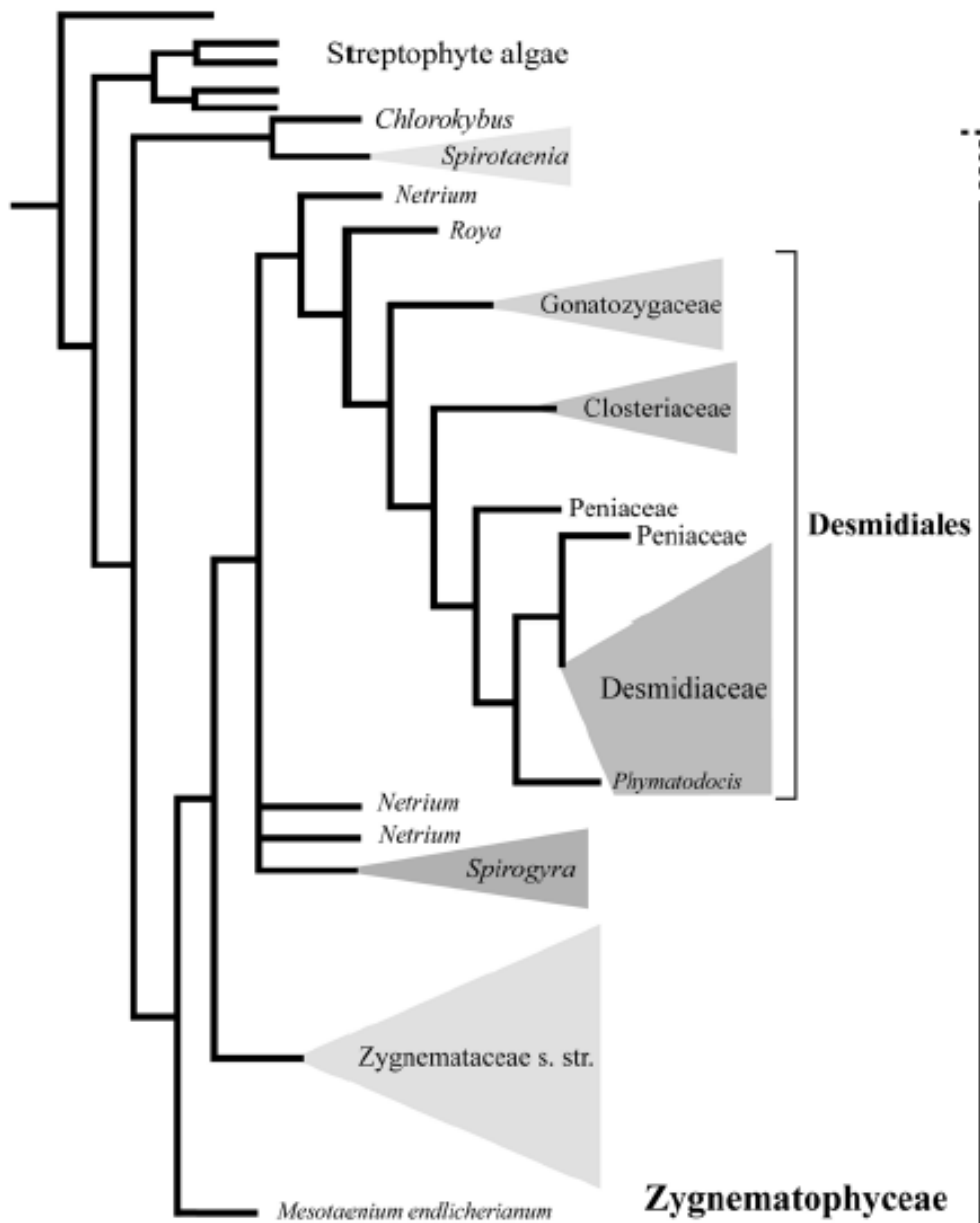 Streptophyte algae
Chlorokybus
Spirotaenia
Netrium
Roya
Gonatozygaceae
Closteriaceae
Peniaceae
Peniaceae
Desmidiales
Desmidiaceae
Phymatodocis
Netrium
Netrium
Spirogyra
Zygnemataceae s. str.
Zygnematophyceae
Mesotaenium endlicherianum